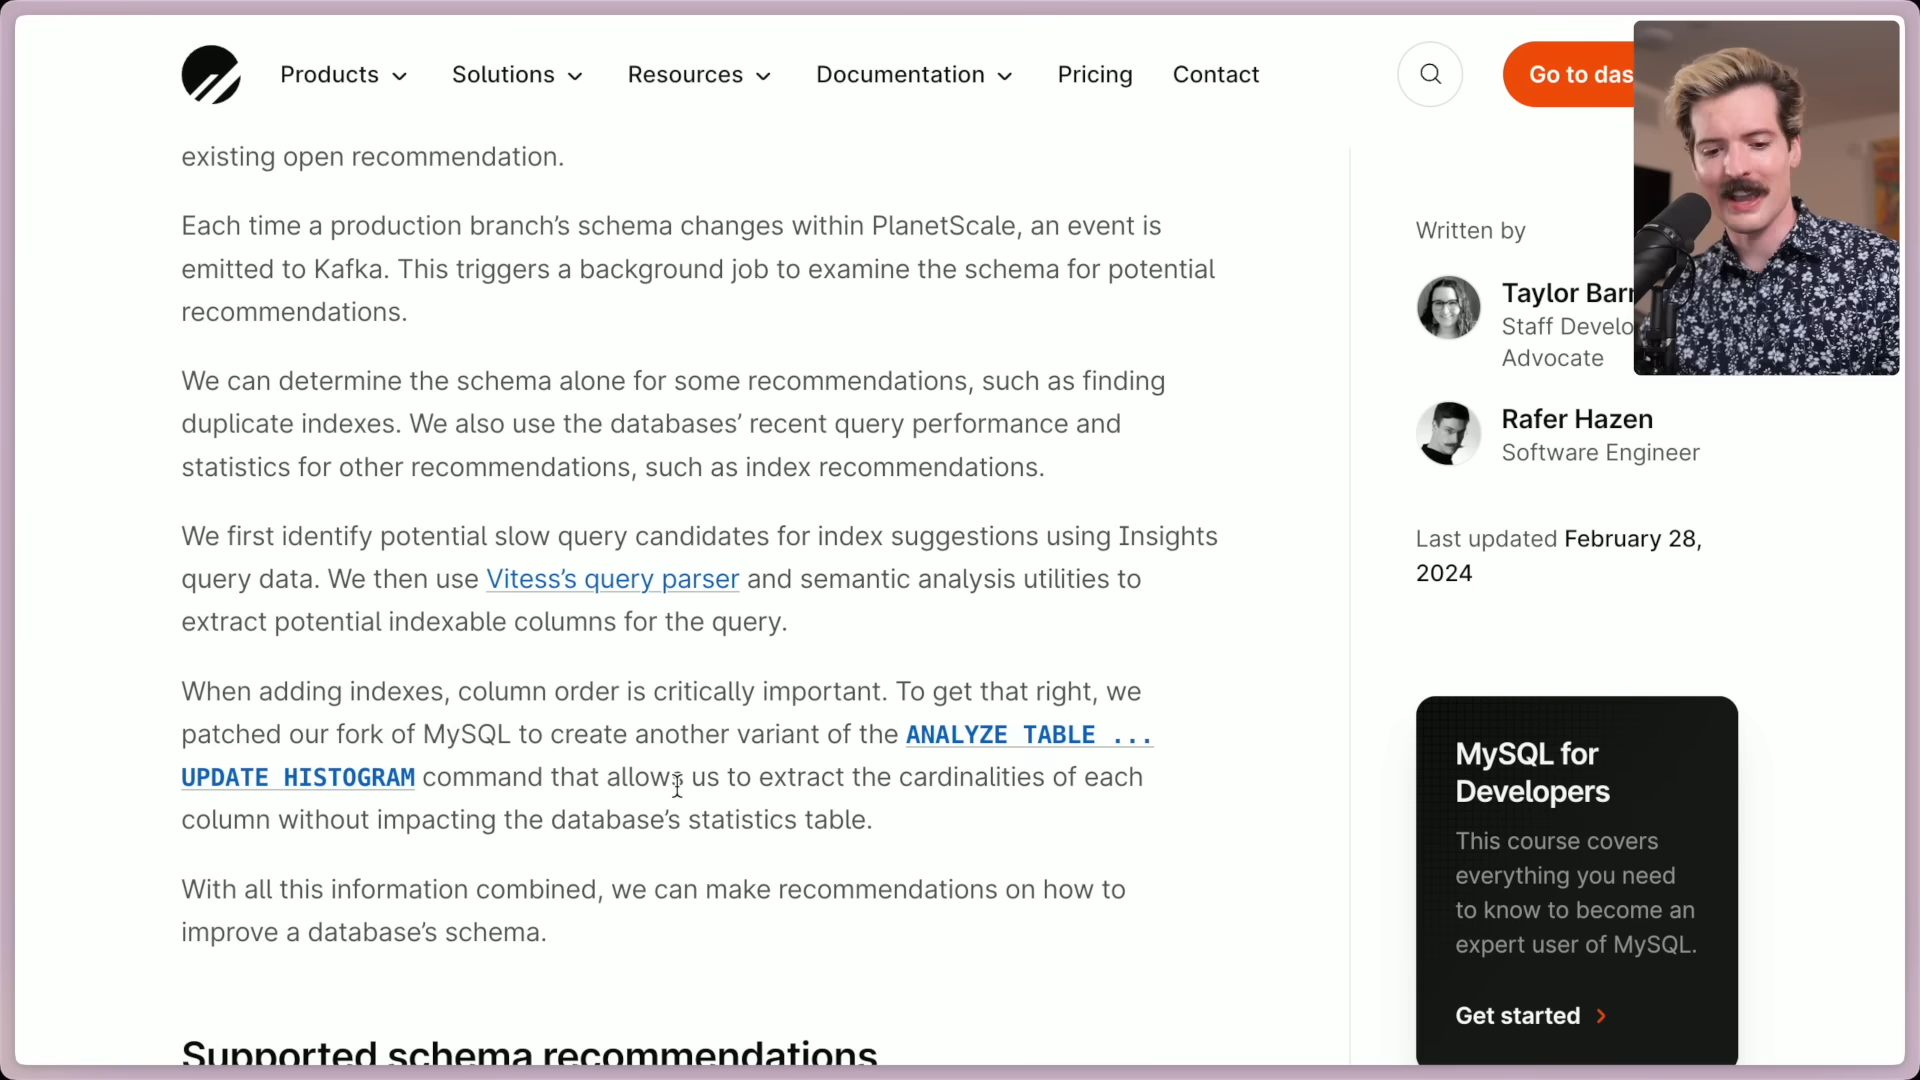 Products
Solutions
Resources
Documentation
Pricing
Contact
Go to das
existing open recommendation.
Each time a production branch’s schema changes within PlanetScale, an event is
emitted to Kafka. This triggers a background job to examine the schema for potential
recommendations.
We can determine the schema alone for some recommendations, such as finding
duplicate indexes. We also use the databases’ recent query performance and
statistics for other recommendations, such as index recommendations.
We first identify potential slow query candidates for index suggestions using Insights
query data. We then use Vitess’s query parser and semantic analysis utilities to
extract potential indexable columns for the query.
When adding indexes, column order is critically important. To get that right, we
patched our fork of MySQL to create another variant of the ANALYZE TABLE ...
UPDATE HISTOGRAM command that allows us to extract the cardinalities of each
column without impacting the database’s statistics table.
With all this information combined, we can make recommendations on how to
improve a database’s schema.
Supported schema recommendations
Written by
Taylor Barn
Staff Develo
Advocate
Rafer Hazen
Software Engineer
Last updated February 28,
2024
MySQL for
Developers
This course covers
everything you need
to know to become an
expert user of MySQL.
Get started